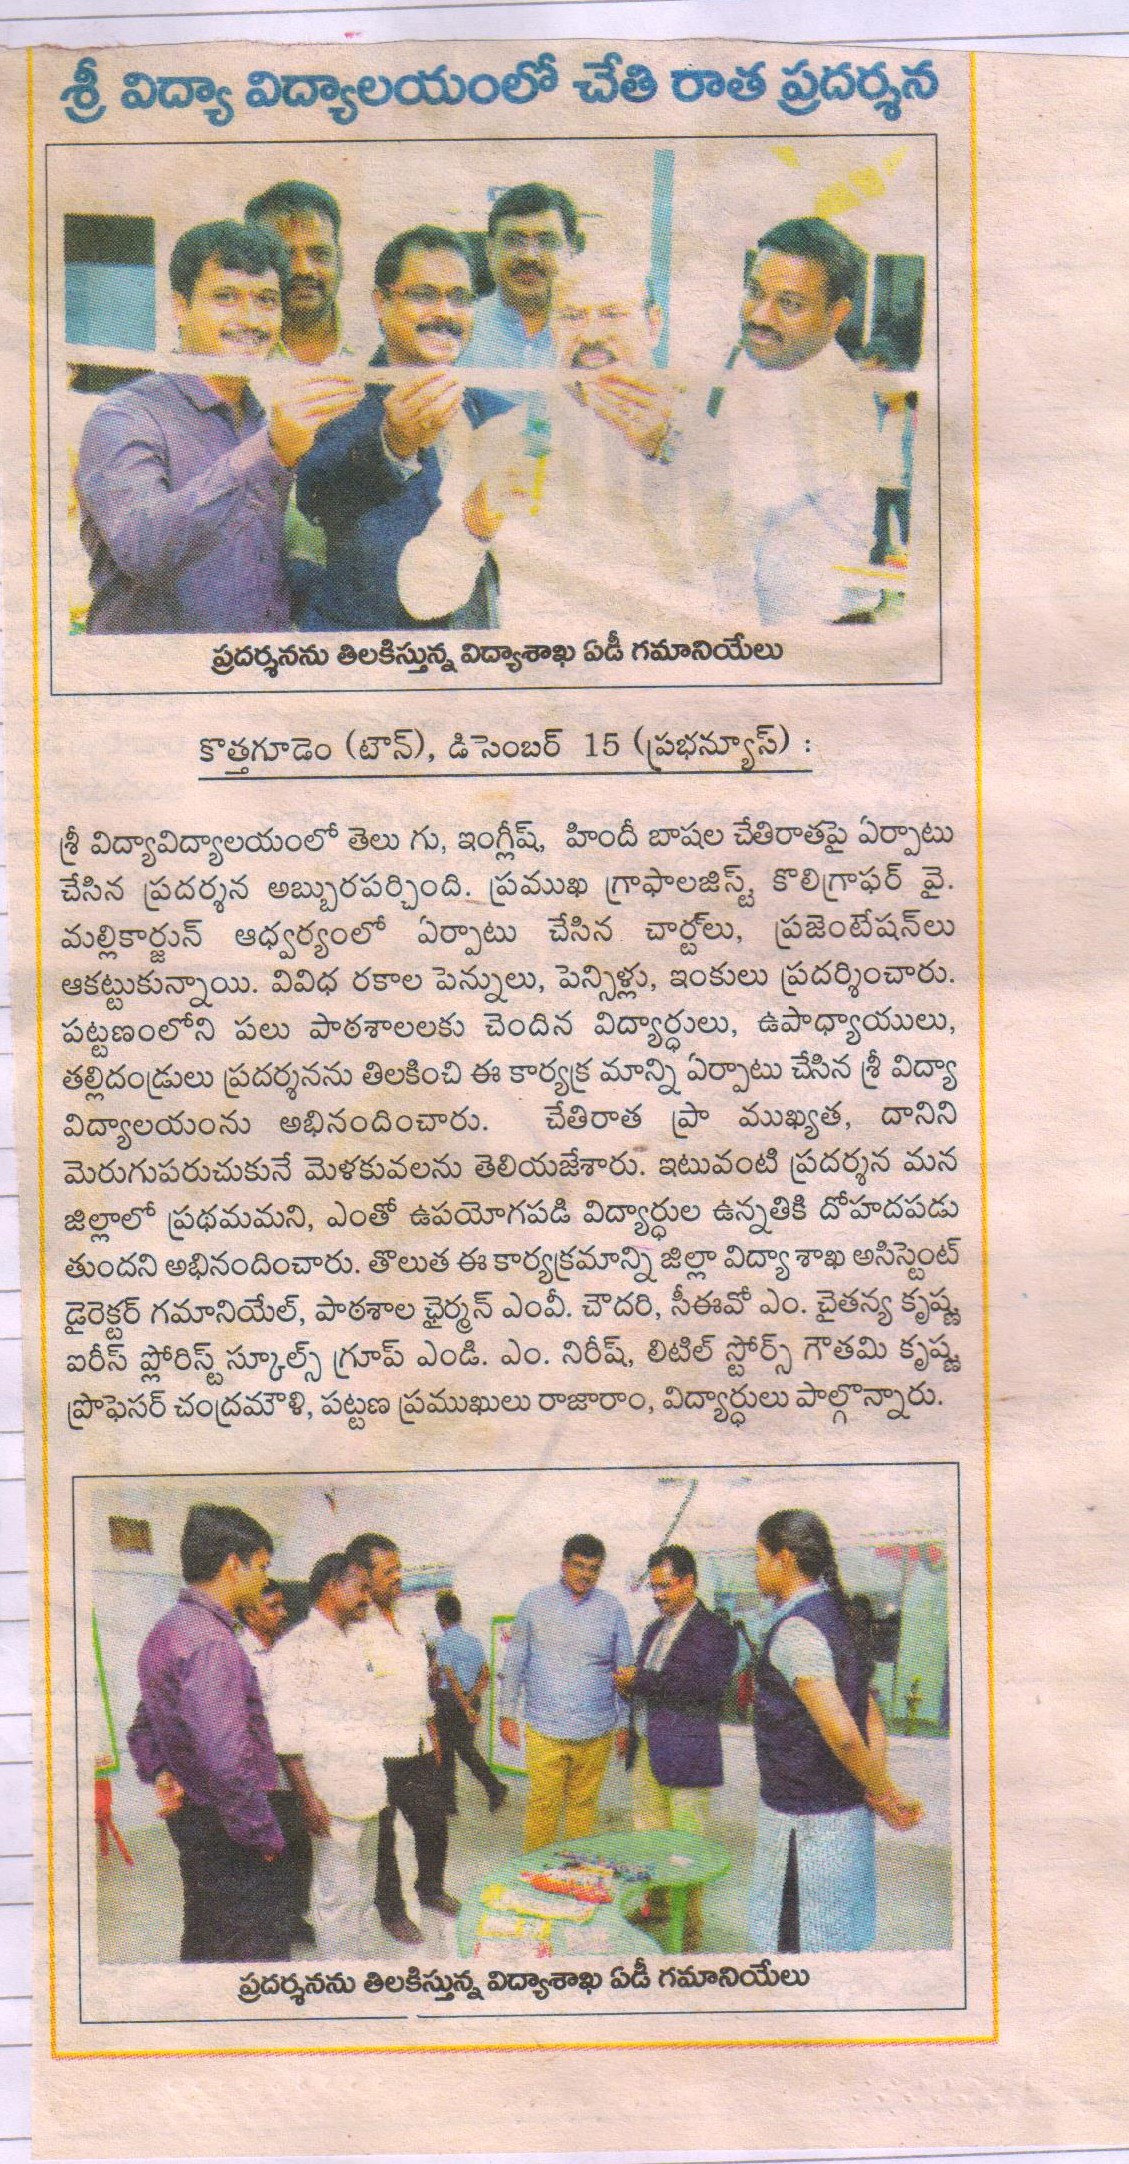 శ్రీ విద్యా విద్యాలయంలో చేతి రాత ప్రదర్శన
ప్రదర్శనను తిలకిస్తున్న విద్యాశాఖ ఏడీ గమానియేలు
కొత్తగూడెం (టౌన్), డిసెంబర్ 15 (ప్రభన్యూస్) :
శ్రీ విద్యావిద్యాలయంలో తెలు గు, ఇంగ్లీష్, హిందీ బాషల చేతిరాతపై ఏర్పాటు
చేసిన ప్రదర్శన అబ్బురపర్చింది. ప్రముఖ గ్రాఫాలజిస్ట్ కొలిగ్రాఫర్ వై.
మల్లికార్జున్ ఆధ్వర్యంలో ఏర్పాటు చేసిన చార్ట్‌లు, ప్రజెంటేషన్‌లు
ఆకట్టుకున్నాయి. వివిధ రకాల పెన్నులు, పెన్సిళ్లు, ఇంకులు ప్రదర్శించారు.
పట్టణంలోని పలు పాఠశాలలకు చెందిన విద్యార్థులు, ఉపాధ్యాయులు,
తల్లిదండ్రులు ప్రదర్శనను తిలకించి ఈ కార్యక్ర మాన్ని ఏర్పాటు చేసిన శ్రీ విద్యా
విద్యాలయంను అభినందించారు. చేతిరాత ప్రా ముఖ్యత, దానిని
మెరుగుపరుచుకునే మెళకువలను తెలియజేశారు. ఇటువంటి ప్రదర్శన మన
జిల్లాలో ప్రథమమని, ఎంతో ఉపయోగపడి విద్యార్థుల ఉన్నతికి దోహదపడు
తుందని అభినందించారు. తొలుత ఈ కార్యక్రమాన్ని జిల్లా విద్యా శాఖ అసిస్టెంట్
డైరెక్టర్ గమానియేల్, పాఠశాల ఛైర్మన్ ఎంవీ. చౌదరి, సీఈవో ఎం. చైతన్య కృష్ణ
ఐరీస్ ఫ్లోరిస్ట్ స్కూల్స్ గ్రూప్ ఎండి. ఎం. నిరీష్, లిటిల్ స్టోర్స్ గౌతమి కృష్ణ
ప్రొఫెసర్ చంద్రమౌళి, పట్టణ ప్రముఖులు రాజారాం, విద్యార్థులు పాల్గొన్నారు.
ప్రదర్శనను తిలకిస్తున్న విద్యాశాఖ ఏడీ గమానియేలు